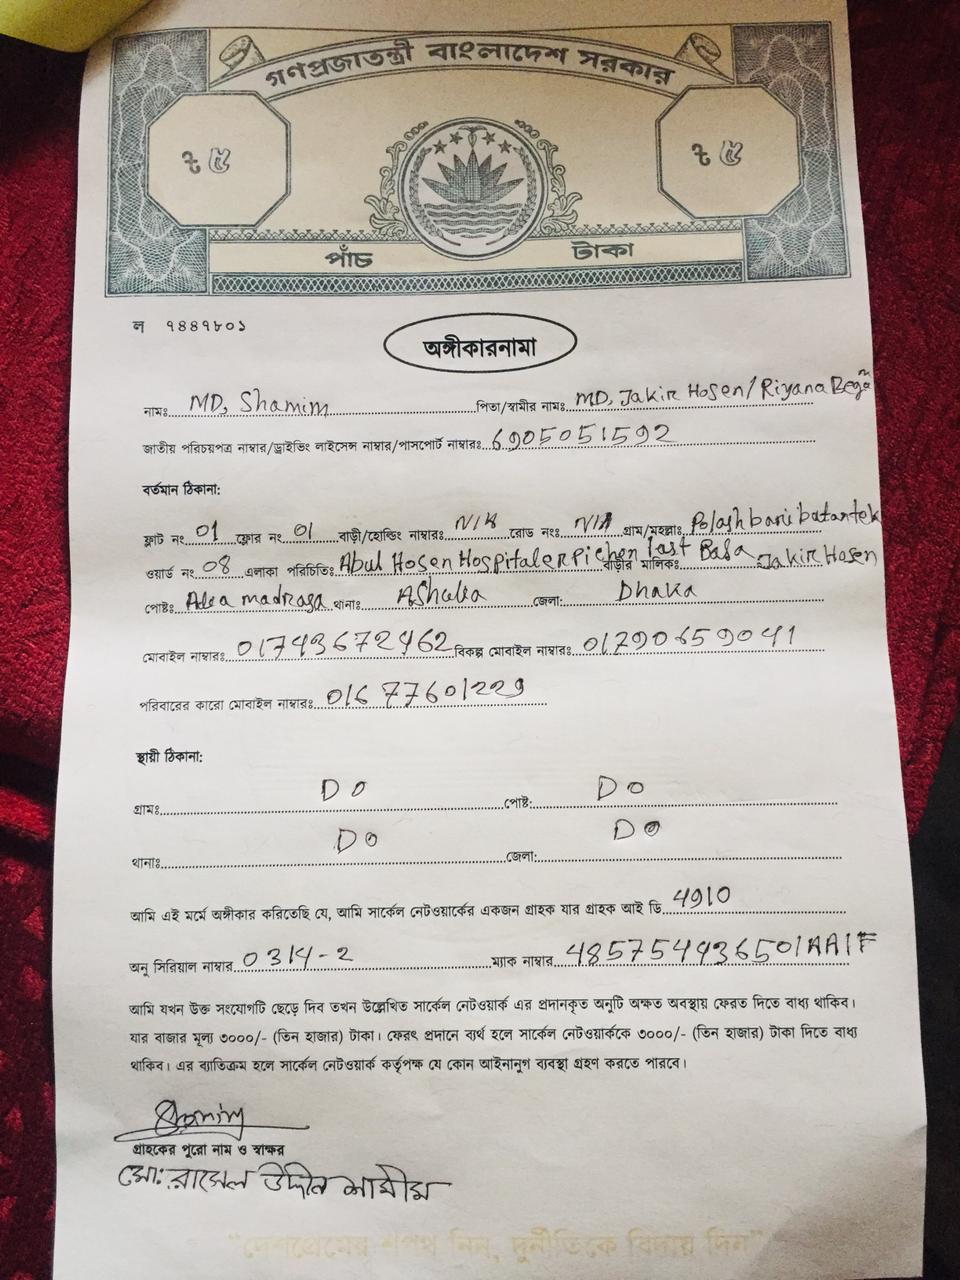 গণপ্রজাতন্ত্রী বাংলাদেশ সরকার
৳ ৫ ৳ ৫
পাঁচ টাকা
ল ৭৪৪৭৮০১
অঙ্গীকারনামা
নামঃ MD, Shamim পিতা/স্বামীর নামঃ MD, Jakir Hosen/Riyana
জাতীয় পরিচয়পত্র নাম্বার/ড্রাইভিং লাইসেন্স নাম্বার/পাসপোর্ট নাম্বারঃ 6905051592
বর্তমান ঠিকানা:
ফ্লাট নং 01 ফ্লোর নং 01 বাড়ী/হোল্ডিং নাম্বারঃ N/A রোড নংঃ N/A গ্রাম/মহল্লাঃ Polashbari batantek
ওয়ার্ড নং 08 এলাকা পরিচিতিঃ Abul Hosen Hospitaler Pichen last Basa বাড়ীর মালিকঃ Jakir Hosen
পোষ্টঃ madrasa থানাঃ AShulia জেলা: Dhaka
মোবাইল নাম্বারঃ 01743672462 বিকল্প মোবাইল নাম্বারঃ 01790659041
পরিবারের কারো মোবাইল নাম্বারঃ 01677601229
স্থায়ী ঠিকানা:
গ্রামঃ DO পোষ্ট: DO
থানাঃ DO জেলা: DO
আমি এই মর্মে অঙ্গীকার করিতেছি যে, আমি সার্কেল নেটওয়ার্কের একজন গ্রাহক যার গ্রাহক আই ডি 4910
অনু সিরিয়াল নাম্বার 0314-2 ম্যাক নাম্বার 4857544936501AA1F
আমি যখন উক্ত সংযোগটি ছেড়ে দিব তখন উল্লেখিত সার্কেল নেটওয়ার্ক এর প্রদানকৃত অনুটি অক্ষত অবস্থায় ফেরত দিতে বাধ্য থাকিব।
যার বাজার মূল্য ৩০০০/- (তিন হাজার) টাকা। ফেরৎ প্রদানে ব্যর্থ হলে সার্কেল নেটওয়ার্ককে ৩০০০/- (তিন হাজার) টাকা দিতে বাধ্য
থাকিব। এর ব্যাতিক্রম হলে সার্কেল নেটওয়ার্ক কর্তৃপক্ষ যে কোন আইনানুগ ব্যবস্থা গ্রহণ করতে পারবে।
Shamim
গ্রাহকের পুরো নাম ও স্বাক্ষর
মোঃ রাসেল উদ্দীন শামীম
"দেশপ্রেমের শপথ নিন, দুর্নীতিকে বিদায় দিন"